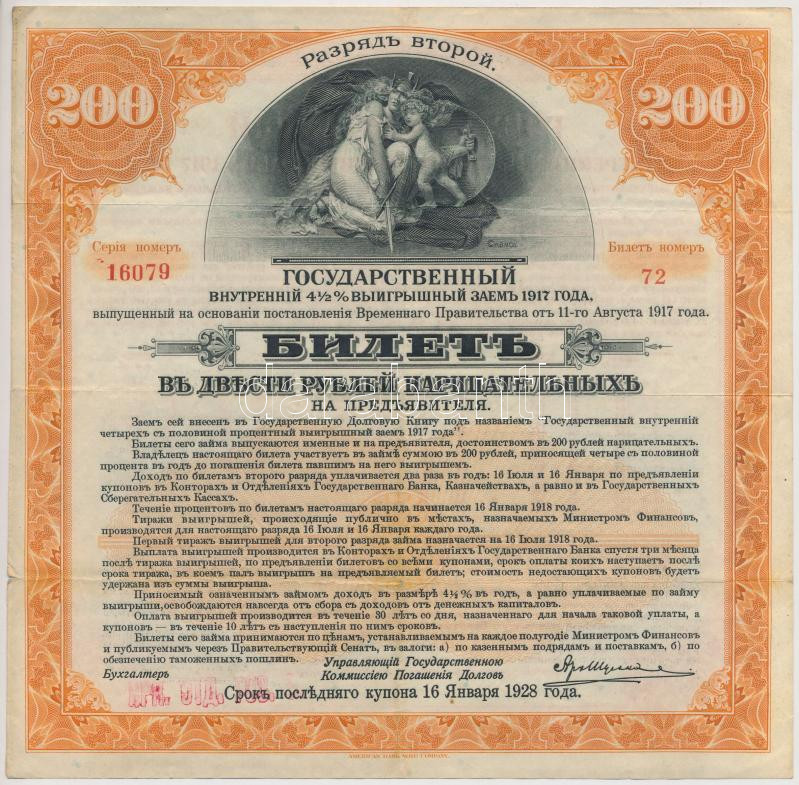 Разрядъ второй.
200
200
Серія номеръ
16079
Билетъ номеръ
72
ГОСУДАРСТВЕННЫЙ
ВНУТРЕННІЙ 4½% ВЫИГРЫШНЫЙ ЗАЕМЪ 1917 ГОДА,
выпущенный на основаніи постановленія Временнаго Правительства отъ 11-го Августа 1917 года.
БИЛЕТЪ
ВЪ ДВѢСТИ РУБЛЕЙ НАРИЦАТЕЛЬНЫХЪ
НА ПРЕДЪЯВИТЕЛЯ.
Заемъ сей внесенъ въ Государственную Долговую Книгу подъ названіемъ "Государственный внутренній
четырехъ съ половиной процентный выигрышный заемъ 1917 года".
Билеты сего займа выпускаются именные и на предъявителя, достоинствомъ въ 200 рублей нарицательныхъ.
Владѣлецъ настоящаго билета участвуетъ въ займѣ суммою въ 200 рублей, приносящей четыре съ половиной
процента въ годъ до погашенія билета павшимъ на него выигрышемъ.
Доходъ по билетамъ второго разряда уплачивается два раза въ годъ: 16 Іюля и 16 Января по предъявленіи
купоновъ въ Конторахъ и Отдѣленіяхъ Государственнаго Банка, Казначействахъ, а равно и въ Государственныхъ
Сберегательныхъ Кассахъ.
Теченіе процентовъ по билетамъ настоящаго разряда начинается 16 Января 1918 года.
Тиражи выигрышей, происходящіе публично въ мѣстахъ, назначаемыхъ Министромъ Финансовъ,
производятся для настоящаго разряда 16 Іюля и 16 Января каждаго года.
Первый тиражъ выигрышей для второго разряда займа назначается на 16 Іюля 1918 года.
Выплата выигрышей производится въ Конторахъ и Отдѣленіяхъ Государственнаго Банка спустя три мѣсяца
послѣ тиража выигрышей, по предъявленіи билетовъ со всѣми купонами, срокъ оплаты коихъ наступаетъ послѣ
срока тиража, въ коемъ палъ выигрышъ на предъявляемый билетъ; стоимость недостающихъ купоновъ будетъ
удержана изъ суммы выигрыша.
Приносимый означеннымъ займомъ доходъ въ размѣрѣ 4½% въ годъ, а равно уплачиваемые по займу
выигрыши, освобождаются навсегда отъ сбора съ доходовъ отъ денежныхъ капиталовъ.
Оплата выигрышей производится въ теченіе 30 лѣтъ со дня, назначеннаго для начала таковой уплаты, а
купоновъ — въ теченіе 10 лѣтъ съ наступленія по нимъ сроковъ.
Билеты сего займа принимаются по цѣнамъ, устанавливаемымъ на каждое полугодіе Министромъ Финансовъ
и публикуемымъ черезъ Правительствующій Сенатъ, въ залоги: а) по казеннымъ подрядамъ и поставкамъ, б) по
обезпеченію таможенныхъ пошлинъ.
Бухгалтеръ
Управляющій Государственною
Коммиссіею Погашенія Долговъ
Срокъ послѣдняго купона 16 Января 1928 года.
AMERICAN BANK NOTE COMPANY.
darabanth